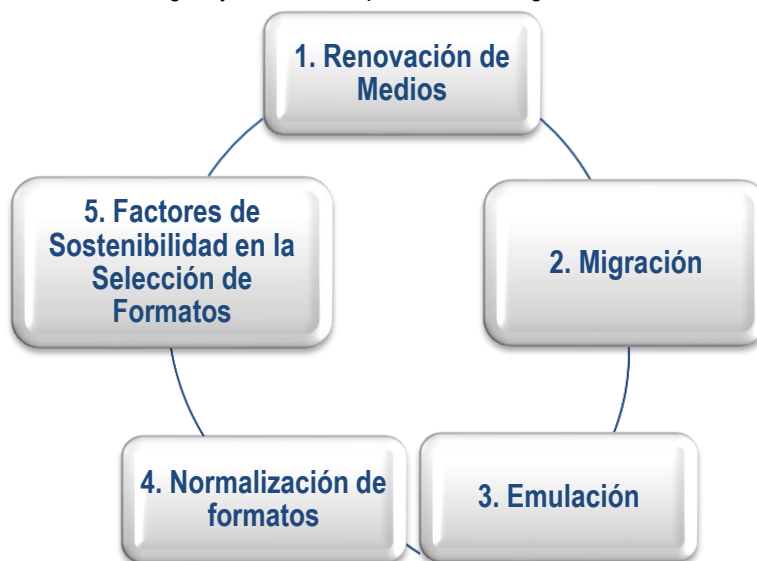 1. Renovación de
Medios
2. Migración
3. Emulación
4. Normalización de
formatos
5. Factores de
Sostenibilidad en la
Selección de
Formatos